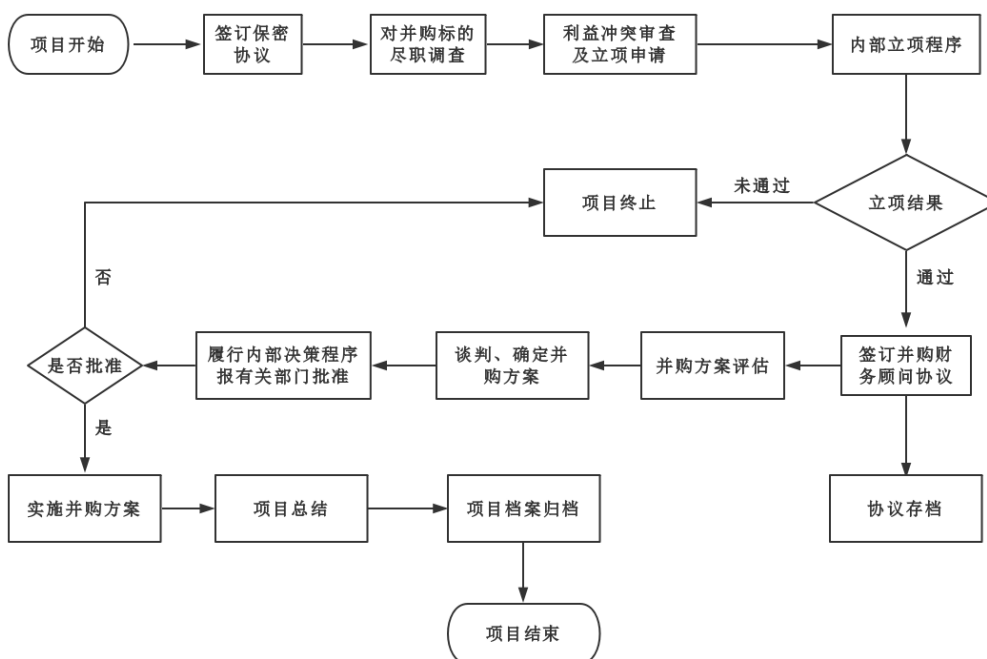 项目开始
签订保密
协议
对并购标的
尽职调查
利益冲突审查
及立项申请
内部立项程序
项目终止
未通过
立项结果
否
通过
是否批准
履行内部决策程序
报有关部门批准
谈判、确定并
购方案
并购方案评估
签订并购财
务顾问协议
是
实施并购方案
项目总结
项目档案归档
协议存档
项目结束